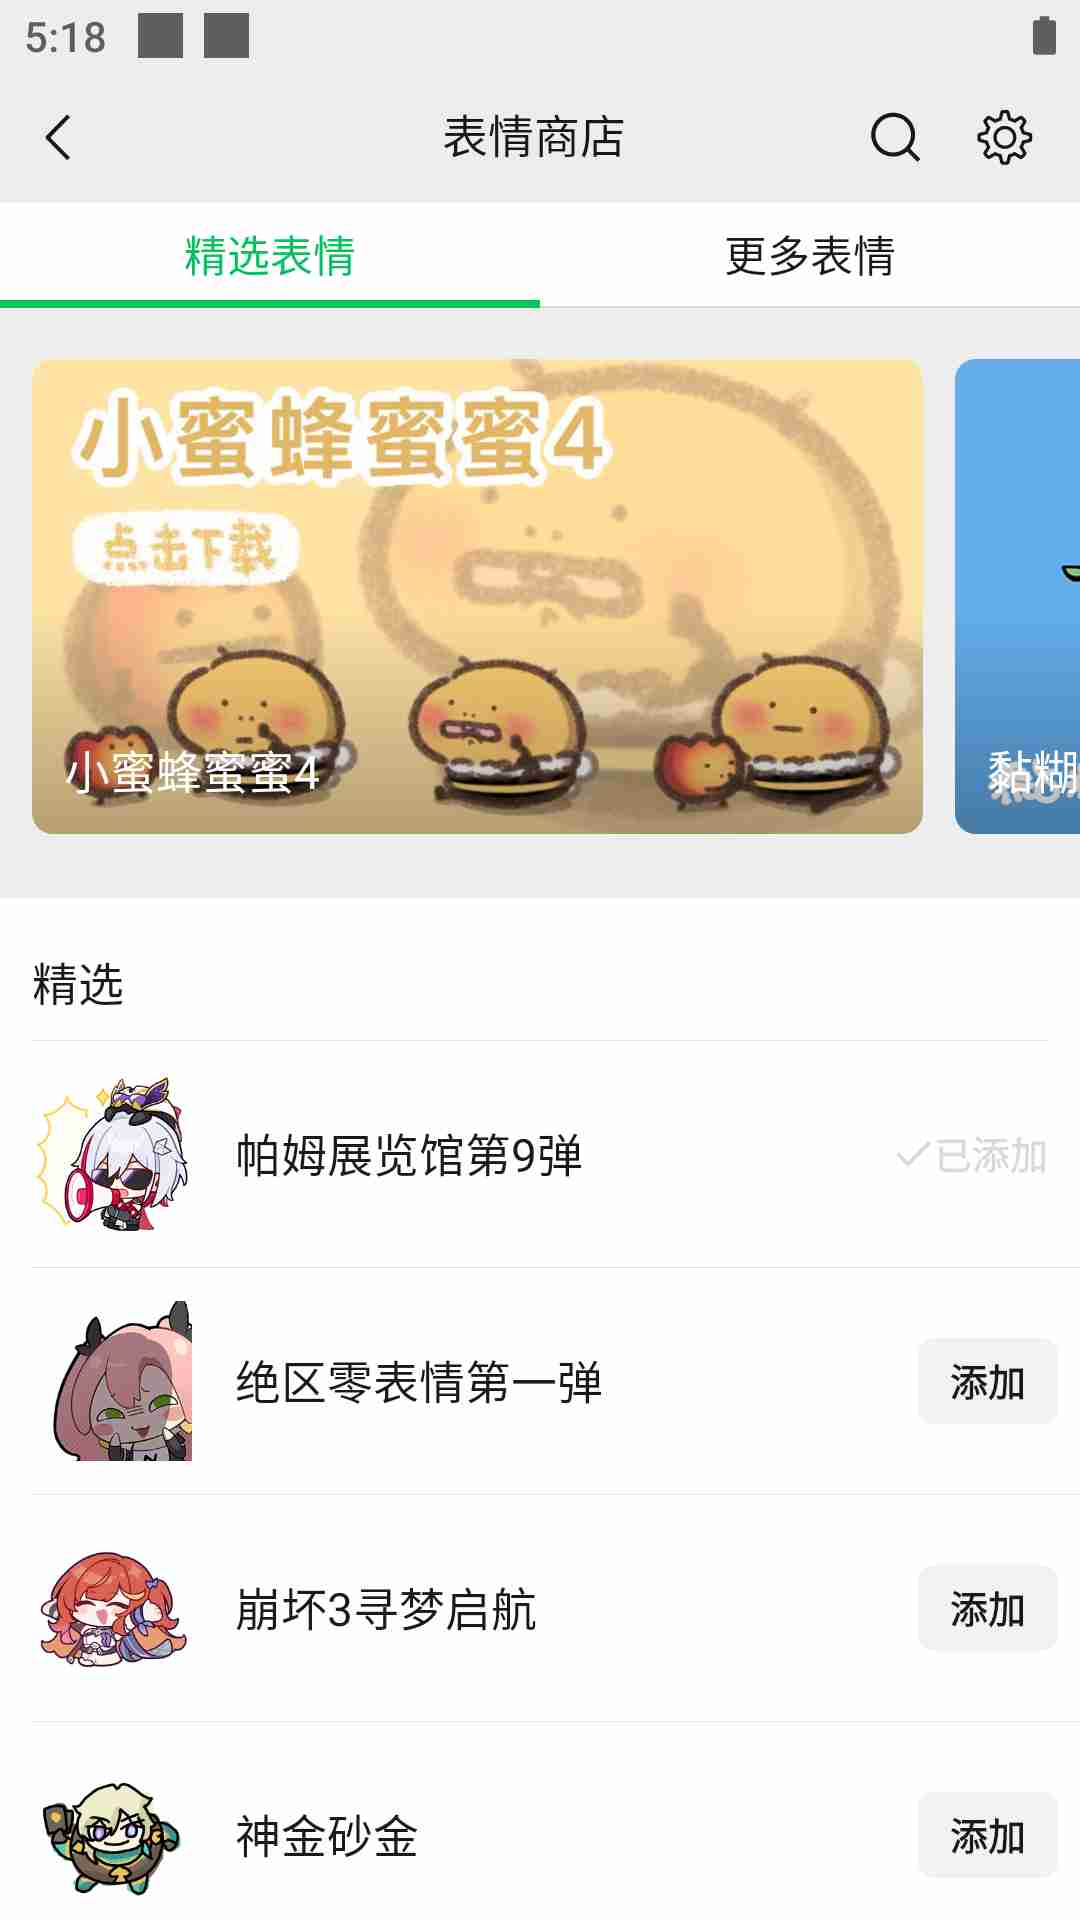 5:18
表情商店
精选表情
更多表情
小蜜蜂蜜蜜4
点击下载
小蜜蜂蜜蜜4
黏糊
精选
帕姆展览馆第9弹
已添加
绝区零表情第一弹
添加
崩坏3寻梦启航
添加
神金砂金
添加